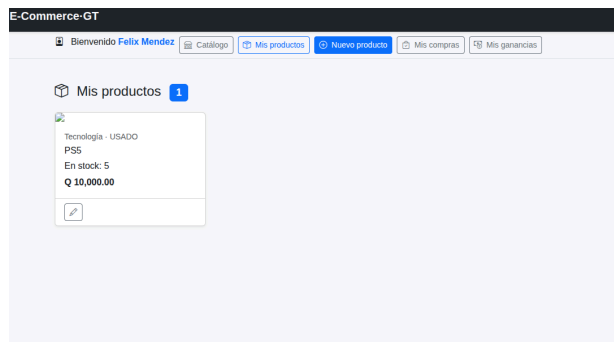 E-Commerce-GT
Bienvenido Felix Mendez Catálogo Mis productos Nuevo producto Mis compras Mis ganancias
Mis productos 1
Tecnología - USADO
PS5
En stock: 5
Q 10,000.00